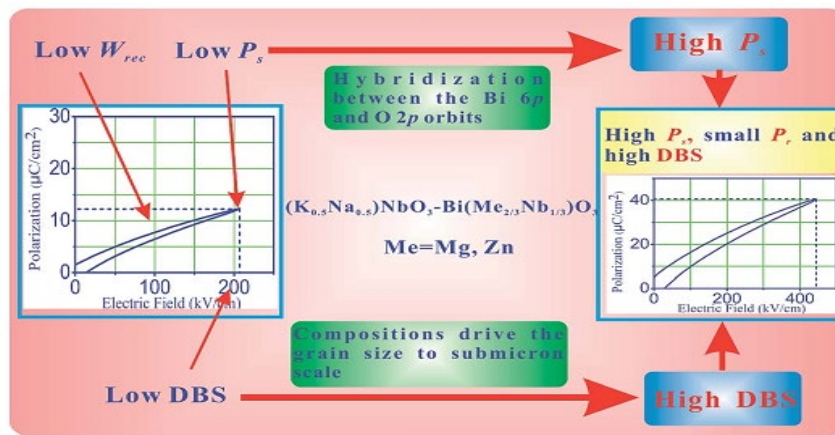 Low W_rec
Low P_s
High P_s
Hybridization
between the Bi 6p
and O 2p orbits
High P_s, small P_r and
high DBS
Polarization (μC/cm²)
30
20
10
0
0
100
200
Electric Field (kV/cm)
(K₀.₅Na₀.₅)NbO₃-Bi(Me₂/₃Nb₁/₃)O₃
Me=Mg, Zn
Polarization (μC/cm²)
40
20
0
0
200
400
Electric Field (kV/cm)
Compositions drive the
grain size to submicron
scale
Low DBS
High DBS